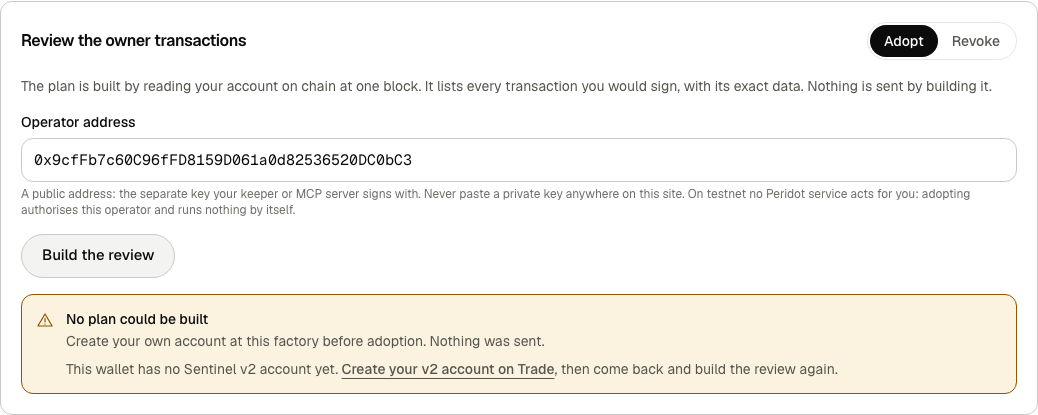 Review the owner transactions
Adopt
Revoke
The plan is built by reading your account on chain at one block. It lists every transaction you would sign, with its exact data. Nothing is sent by building it.
Operator address
0x9cfFb7c60C96fFD8159D061a0d82536520DC0bC3
A public address: the separate key your keeper or MCP server signs with. Never paste a private key anywhere on this site. On testnet no Peridot service acts for you: adopting
authorises this operator and runs nothing by itself.
Build the review
No plan could be built
Create your own account at this factory before adoption. Nothing was sent.
This wallet has no Sentinel v2 account yet. Create your v2 account on Trade, then come back and build the review again.